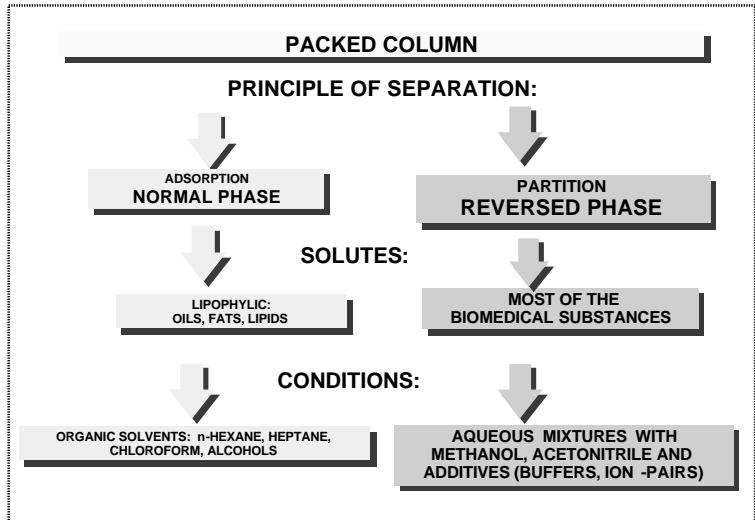 PACKED COLUMN
PRINCIPLE OF SEPARATION:
ADSORPTION
NORMAL PHASE
PARTITION
REVERSED PHASE
SOLUTES:
LIPOPHYLIC:
OILS, FATS, LIPIDS
MOST OF THE
BIOMEDICAL SUBSTANCES
CONDITIONS:
ORGANIC SOLVENTS: n-HEXANE, HEPTANE,
CHLOROFORM, ALCOHOLS
AQUEOUS MIXTURES WITH
METHANOL, ACETONITRILE AND
ADDITIVES (BUFFERS, ION -PAIRS)